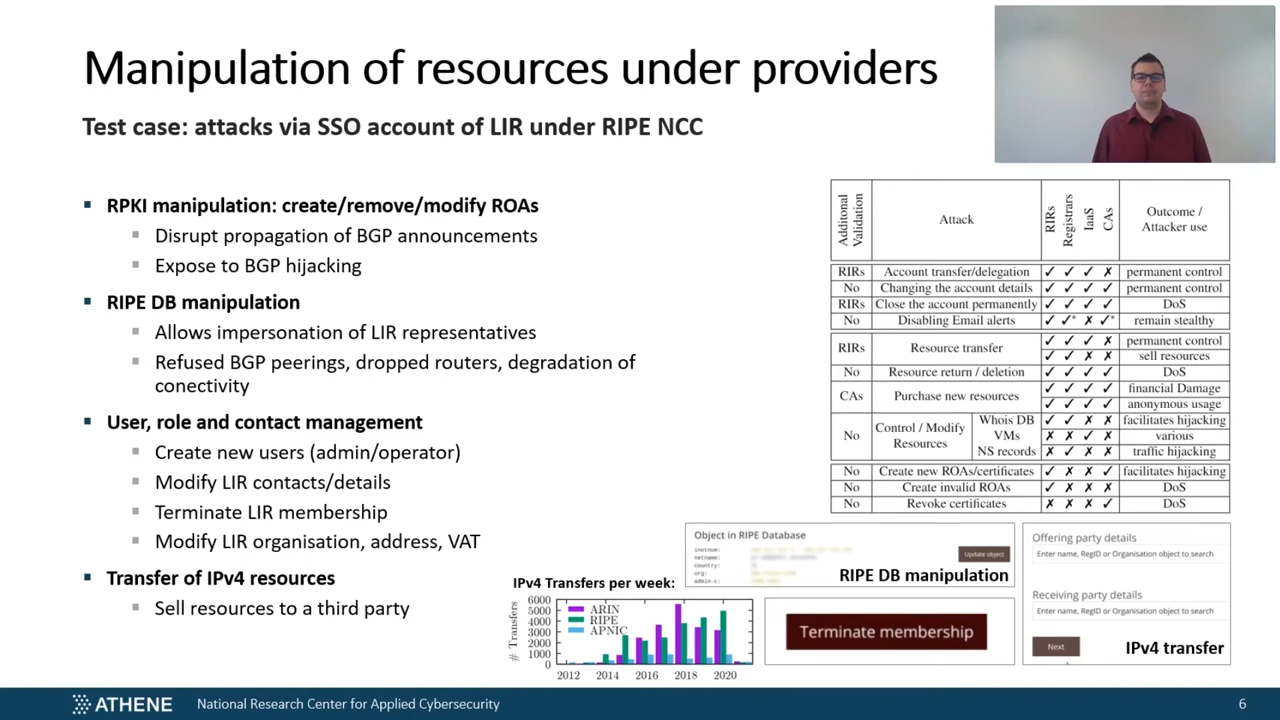 Manipulation of resources under providers
Test case: attacks via SSO account of LIR under RIPE NCC
RPKI manipulation: create/remove/modify ROAs
Disrupt propagation of BGP announcements
Expose to BGP hijacking
RIPE DB manipulation
Allows impersonation of LIR representatives
Refused BGP peerings, dropped routers, degradation of
conectivity
User, role and contact management
Create new users (admin/operator)
Modify LIR contacts/details
Terminate LIR membership
Modify LIR organisation, address, VAT
Transfer of IPv4 resources
Sell resources to a third party
Additonal Validation Attack RIRs Registrars IaaS CAs Outcome / Attacker use
RIRs Account transfer/delegation ✓ ✓ ✓ ✗ permanent control
No Changing the account details ✓ ✓ ✓ ✓ permanent control
RIRs Close the account permanently ✓ ✓ ✓ ✓ DoS
No Disabling Email alerts ✓ ✓* ✗ ✓* remain stealthy
RIRs Resource transfer ✓ ✓ ✓ ✗ permanent control
✓ ✓ ✗ ✗ sell resources
No Resource return / deletion ✓ ✓ ✓ ✓ DoS
CAs Purchase new resources ✓ ✓ ✓ ✓ financial Damage
✓ ✓ ✓ ✓ anonymous usage
No Control / Modify Resources Whois DB ✓ ✓ ✗ ✗ facilitates hijacking
VMs ✗ ✗ ✓ ✗ various
NS records ✗ ✓ ✗ ✗ traffic hijacking
No Create new ROAs/certificates ✓ ✗ ✗ ✓ facilitates hijacking
No Create invalid ROAs ✓ ✗ ✗ ✗ DoS
No Revoke certificates ✗ ✗ ✗ ✓ DoS
Object in RIPE Database
inetnum:
netname:
country:
org:
admin-c:
Update object
RIPE DB manipulation
Offering party details
Enter name, RegID or Organisation object to search
Receiving party details
Enter name, RegID or Organisation object to search
Next
IPv4 transfer
Terminate membership
IPv4 Transfers per week:
# Transfers
6000
5000
4000
3000
2000
1000
0
ARIN
RIPE
APNIC
2012 2014 2016 2018 2020
ATHENE National Research Center for Applied Cybersecurity 6